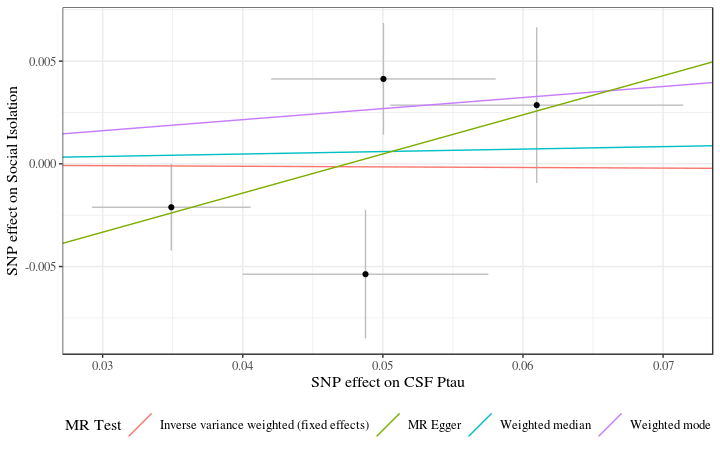 SNP effect on Social Isolation
0.005
0.000
-0.005
0.03 0.04 0.05 0.06 0.07
SNP effect on CSF Ptau
MR Test Inverse variance weighted (fixed effects) MR Egger Weighted median Weighted mode